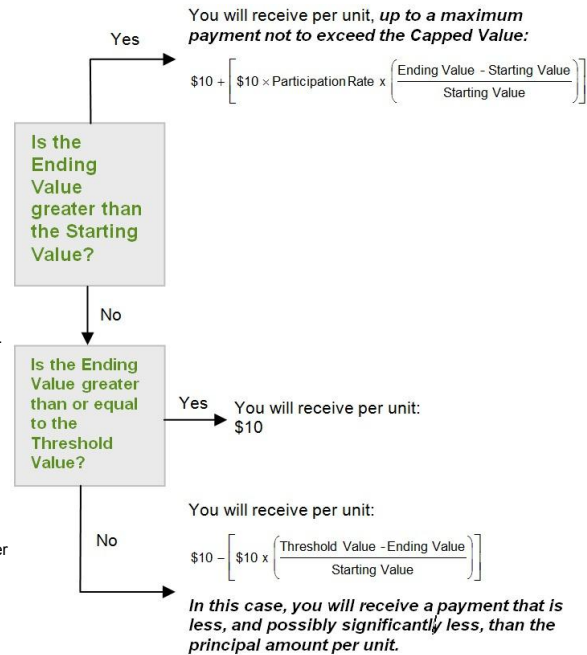 You will receive per unit, up to a maximum
payment not to exceed the Capped Value:
Yes
$10 + [ $10 × Participation Rate x ( Ending Value - Starting Value / Starting Value ) ]
Is the
Ending
Value
greater than
the Starting
Value?
No
Is the Ending
Value greater
than or equal
to the
Threshold
Value?
Yes
You will receive per unit:
$10
You will receive per unit:
No
er
$10 – [ $10 x ( Threshold Value - Ending Value / Starting Value ) ]
In this case, you will receive a payment that is
less, and possibly significantly less, than the
principal amount per unit.